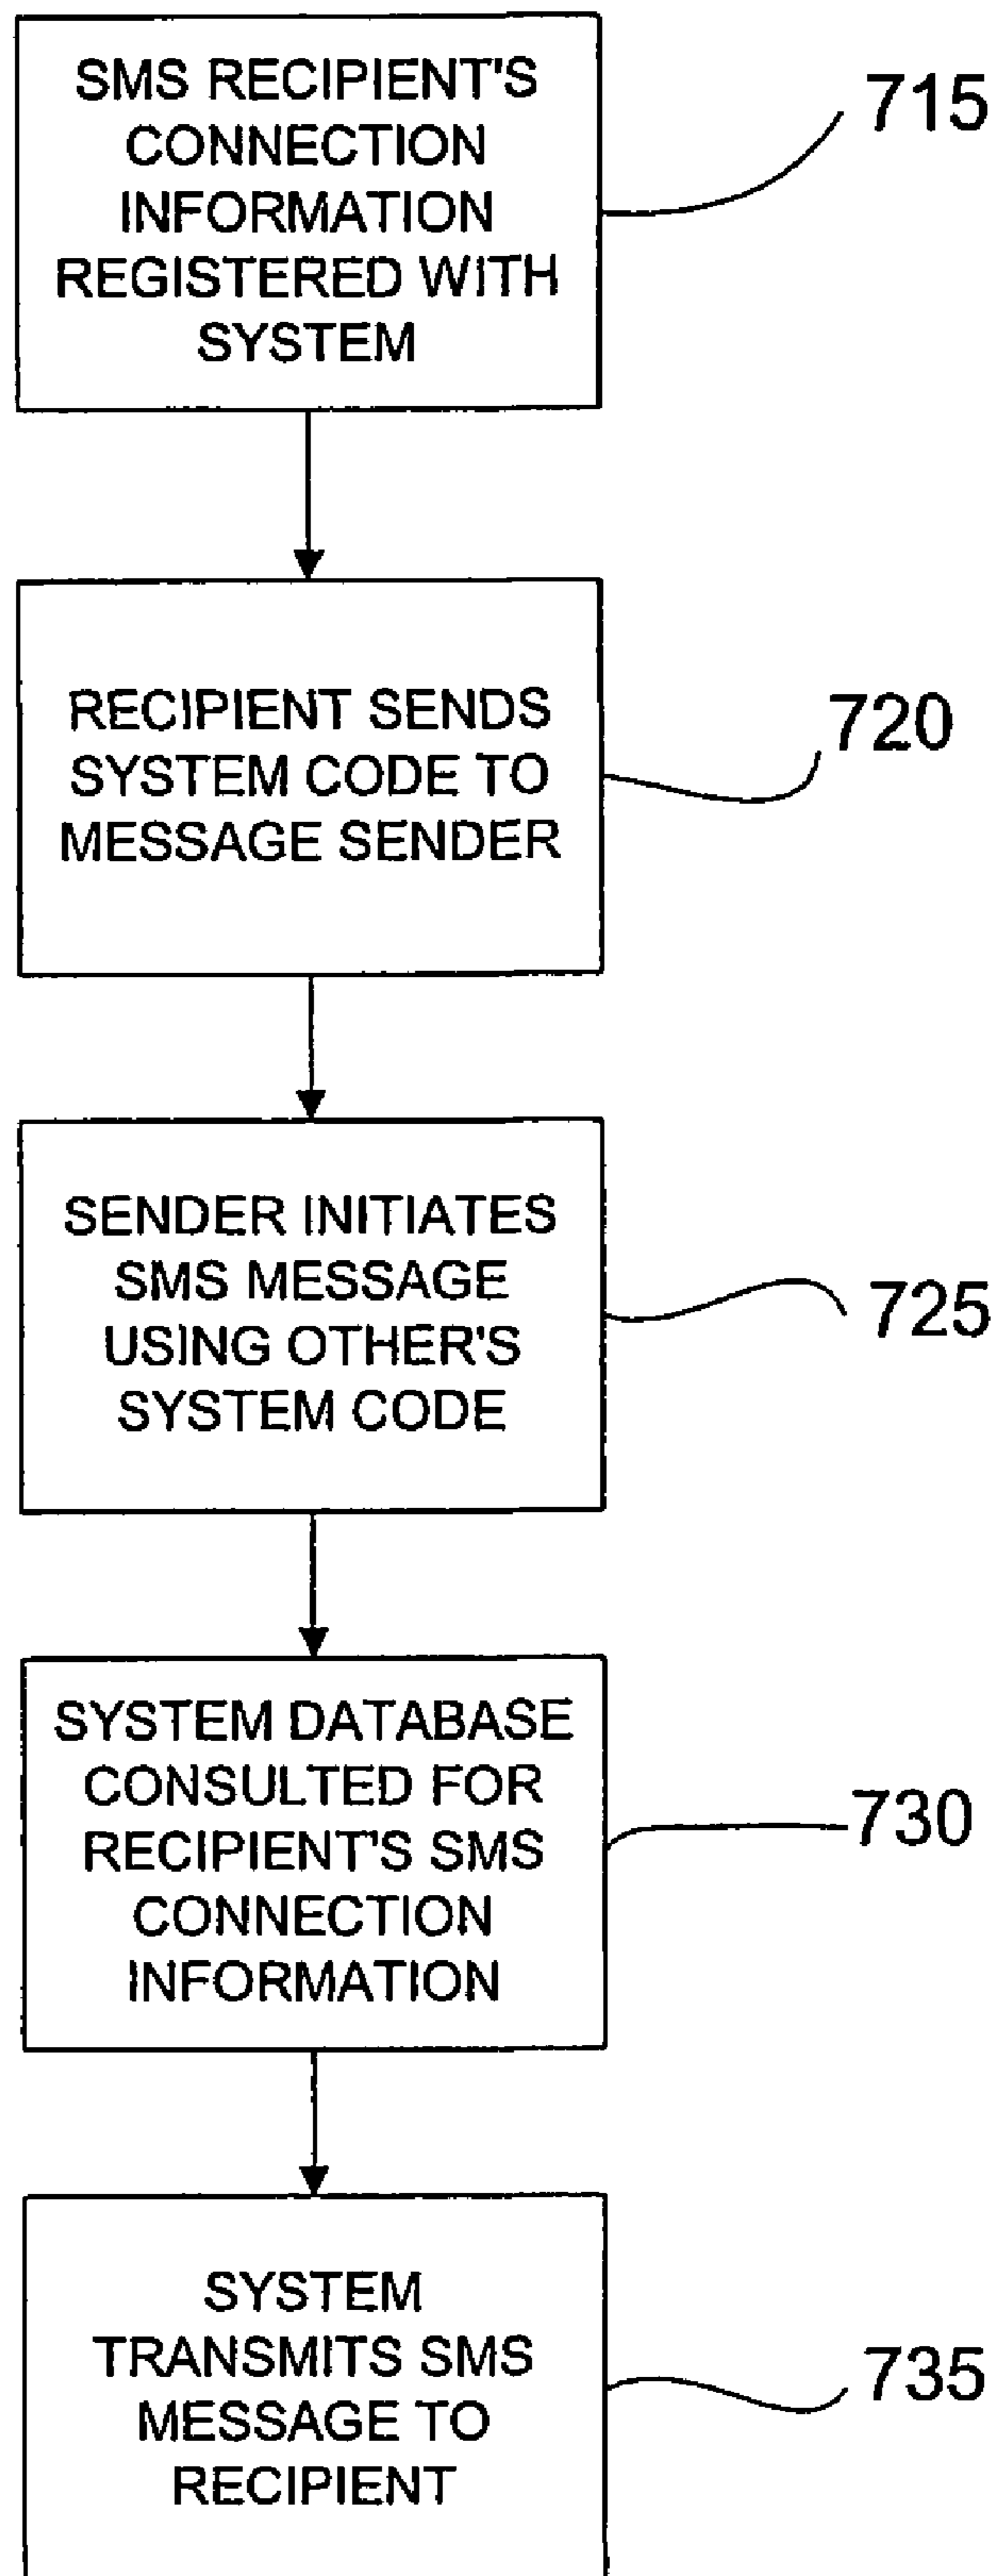 SMS RECIPIENT'S
CONNECTION
INFORMATION
REGISTERED WITH
SYSTEM
715
RECIPIENT SENDS
SYSTEM CODE TO
MESSAGE SENDER
720
SENDER INITIATES
SMS MESSAGE
USING OTHER'S
SYSTEM CODE
725
SYSTEM DATABASE
CONSULTED FOR
RECIPIENT'S SMS
CONNECTION
INFORMATION
730
SYSTEM
TRANSMITS SMS
MESSAGE TO
RECIPIENT
735